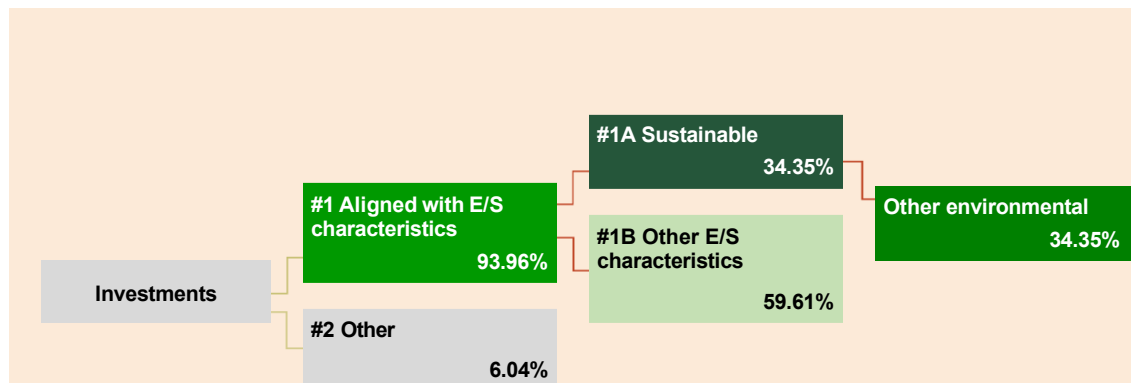 Investments
#1 Aligned with E/S
characteristics
93.96%
#2 Other
6.04%
#1A Sustainable
34.35%
#1B Other E/S
characteristics
59.61%
Other environmental
34.35%